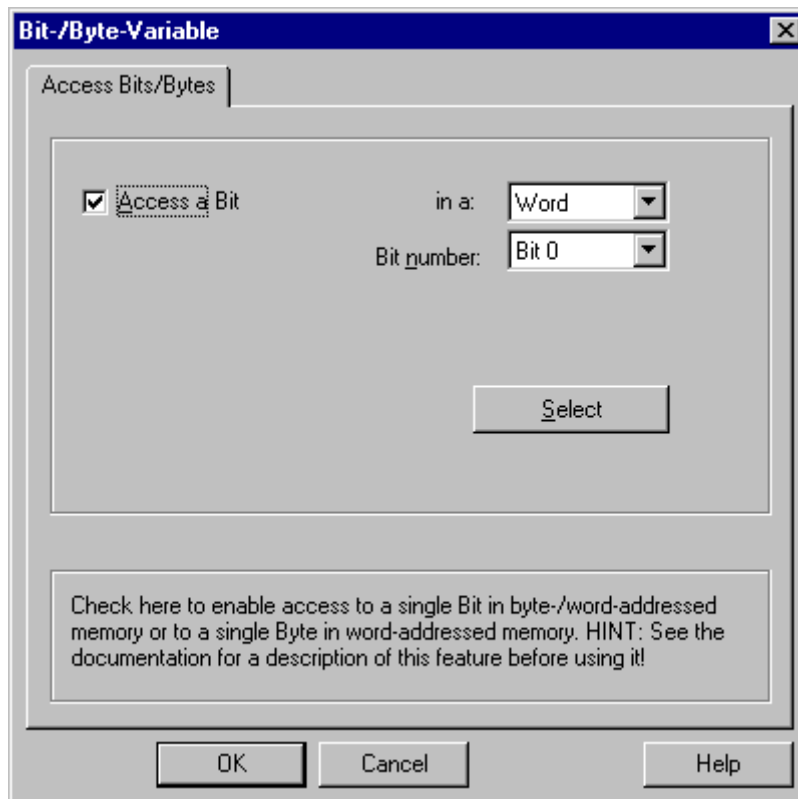 Bit-/Byte-Variable
Access Bits/Bytes
Access a Bit
in a: Word
Bit number: Bit 0
Select
Check here to enable access to a single Bit in byte-/word-addressed
memory or to a single Byte in word-addressed memory. HINT: See the
documentation for a description of this feature before using it!
OK Cancel Help